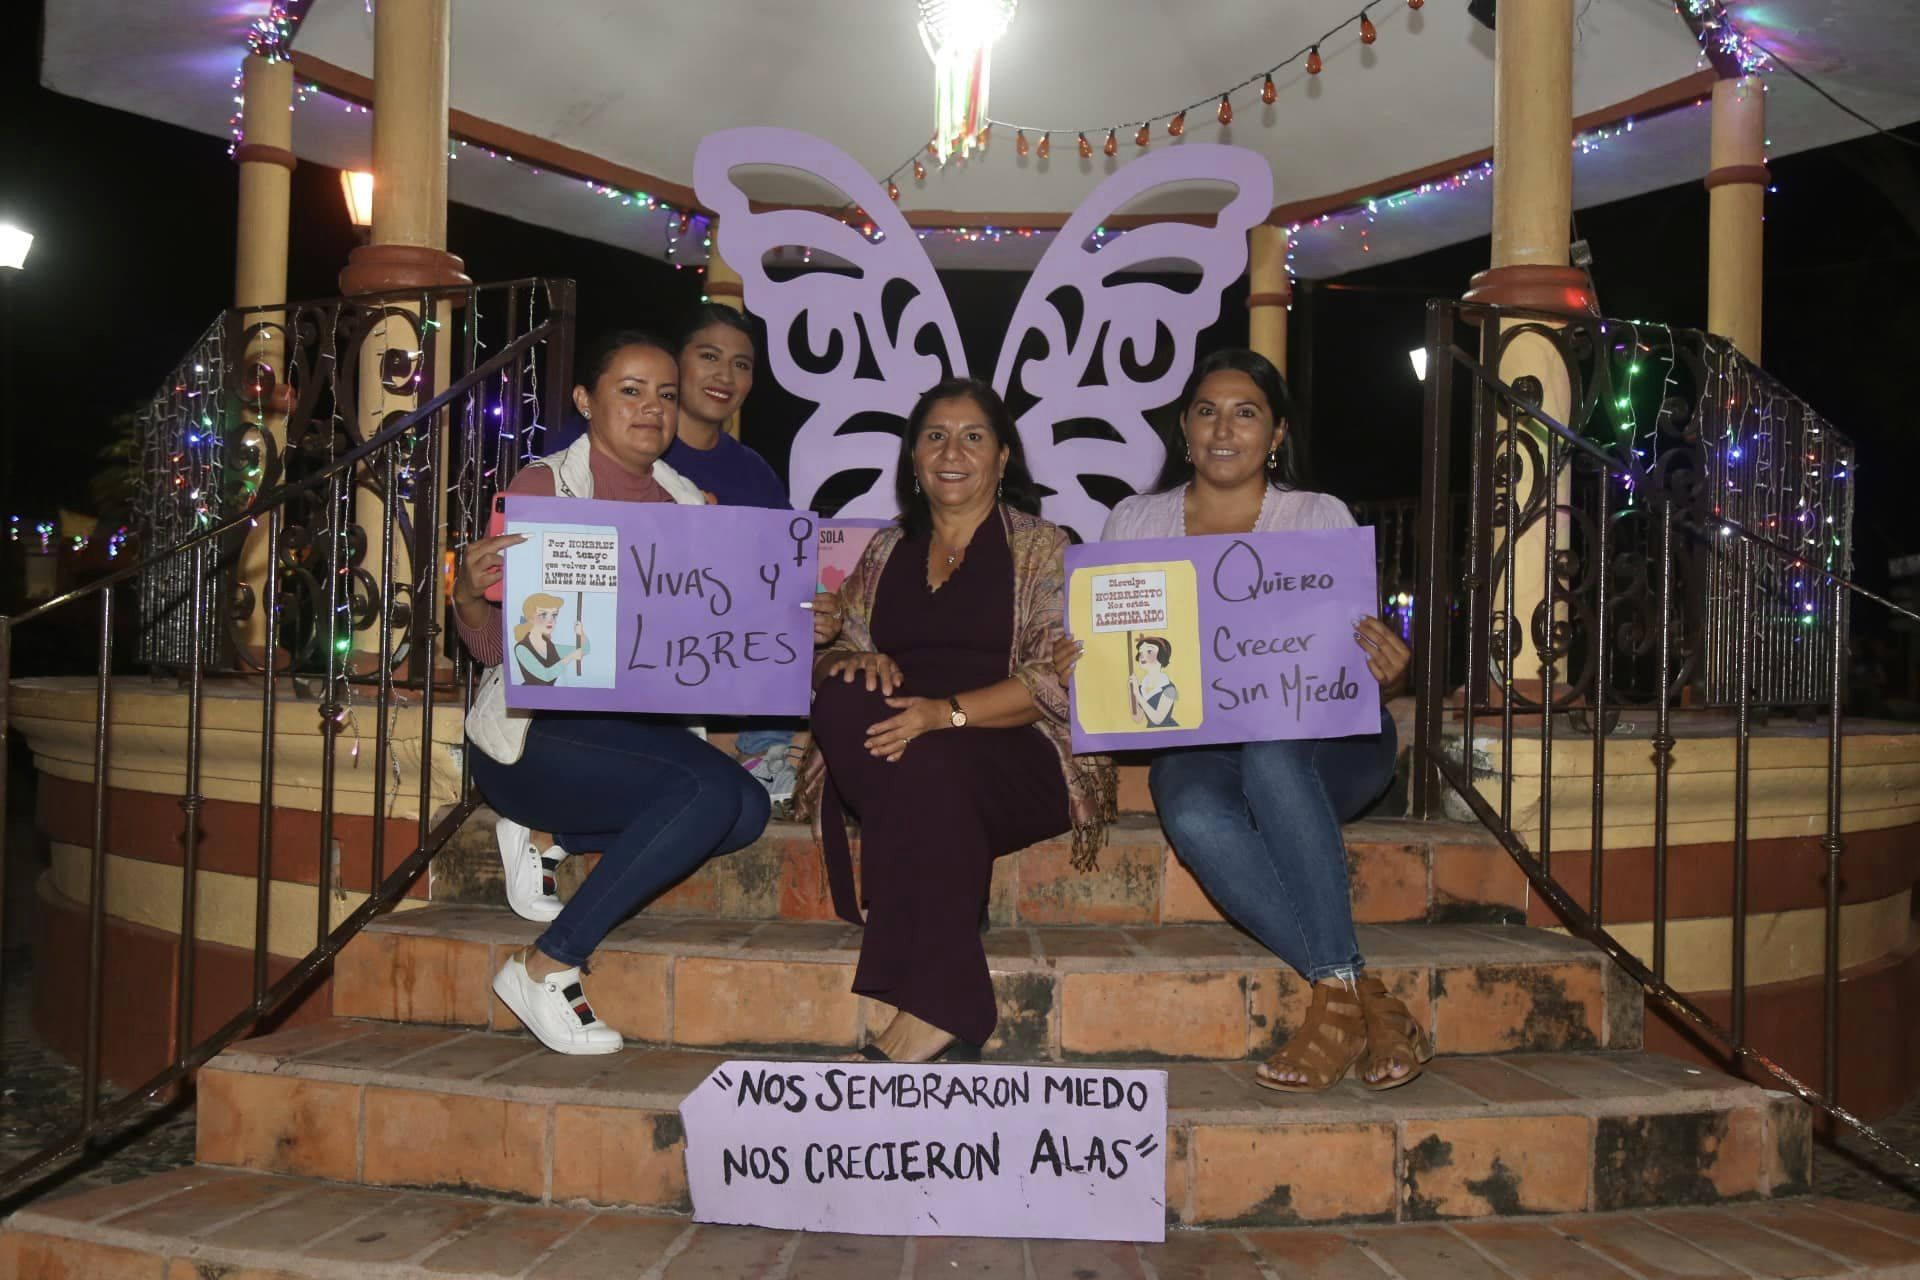 Por HOMBRES
así, tengo
que volver a casa
ANTES DE LAS 12
VIVAS Y
LIBRES
SOLA
Disculpe
HOMBRECITO
Nos están
ASESINANDO
QUIERO
Crecer
Sin Miedo
"NOS SEMBRARON MIEDO
NOS CRECIERON ALAS"